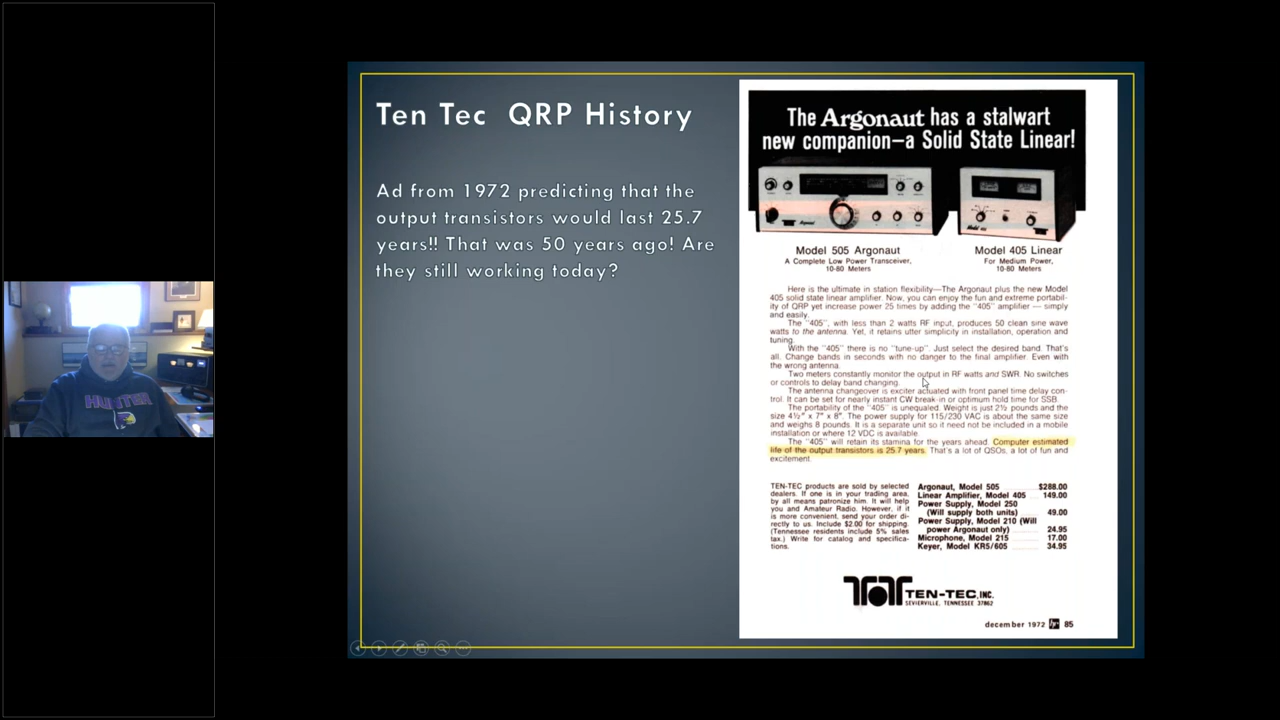 Ten Tec QRP History
Ad from 1972 predicting that the
output transistors would last 25.7
years!! That was 50 years ago! Are
they still working today?
HUNTER
The Argonaut has a stalwart
new companion—a Solid State Linear!
Model 505 Argonaut
A Complete Low Power Transceiver,
10-80 Meters
Model 405 Linear
For Medium Power,
10-80 Meters
Here is the ultimate in station flexibility—The Argonaut plus the new Model
405 solid state linear amplifier. Now, you can enjoy the fun and extreme portabil-
ity of QRP yet increase power 25 times by adding the "405" amplifier — simply
and easily.
The "405", with less than 2 watts RF input, produces 50 clean sine wave
watts to the antenna. Yet, it retains utter simplicity in installation, operation and
tuning.
With the "405" there is no "tune-up". Just select the desired band. That's
all. Change bands in seconds with no danger to the final amplifier. Even with
the wrong antenna.
Two meters constantly monitor the output in RF watts and SWR. No switches
or controls to delay band changing.
The antenna changeover is exciter actuated with front panel time delay con-
trol. It can be set for nearly instant CW break-in or optimum hold time for SSB.
The portability of the "405" is unequaled. Weight is just 2½ pounds and the
size 4½" x 7" x 8". The power supply for 115/230 VAC is about the same size
and weighs 8 pounds. It is a separate unit so it need not be included in a mobile
installation or where 12 VDC is available.
The "405" will retain its stamina for the years ahead. Computer estimated
life of the output transistors is 25.7 years. That's a lot of QSOs, a lot of fun and
excitement.
TEN-TEC products are sold by selected
dealers. If one is in your trading area,
by all means patronize him. It will help
you and Amateur Radio. However, if it
is more convenient, send your order di-
rectly to us. Include $2.00 for shipping.
(Tennessee residents include 5% sales
tax.) Write for catalog and specifica-
tions.
Argonaut, Model 505 $288.00
Linear Amplifier, Model 405 149.00
Power Supply, Model 250
(Will supply both units) 49.00
Power Supply, Model 210 (Will
power Argonaut only) 24.95
Microphone, Model 215 17.00
Keyer, Model KR5/605 34.95
TEN-TEC, INC.
SEVIERVILLE, TENNESSEE 37862
december 1972 hr 85